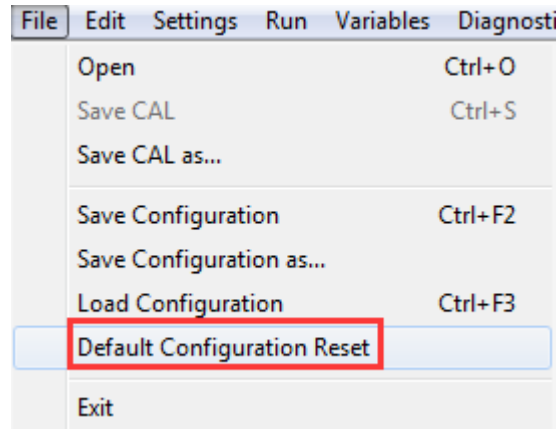 File Edit Settings Run Variables Diagnosti
Open Ctrl+O
Save CAL Ctrl+S
Save CAL as...
Save Configuration Ctrl+F2
Save Configuration as...
Load Configuration Ctrl+F3
Default Configuration Reset
Exit